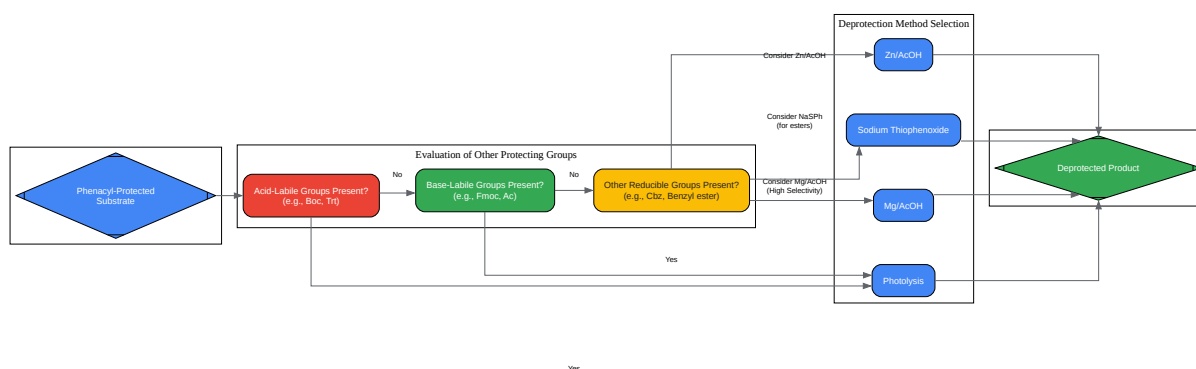 Deprotection Method Selection
Consider Zn/AcOH
Zn/AcOH
Consider NaSPh
(for esters)
Sodium Thiophenoxide
Evaluation of Other Protecting Groups
Phenacyl-Protected
Substrate
Acid-Labile Groups Present?
(e.g., Boc, Trt)
No
Base-Labile Groups Present?
(e.g., Fmoc, Ac)
No
Other Reducible Groups Present?
(e.g., Cbz, Benzyl ester)
Consider Mg/AcOH
(High Selectivity)
Mg/AcOH
Deprotected Product
Yes
Photolysis
Yes